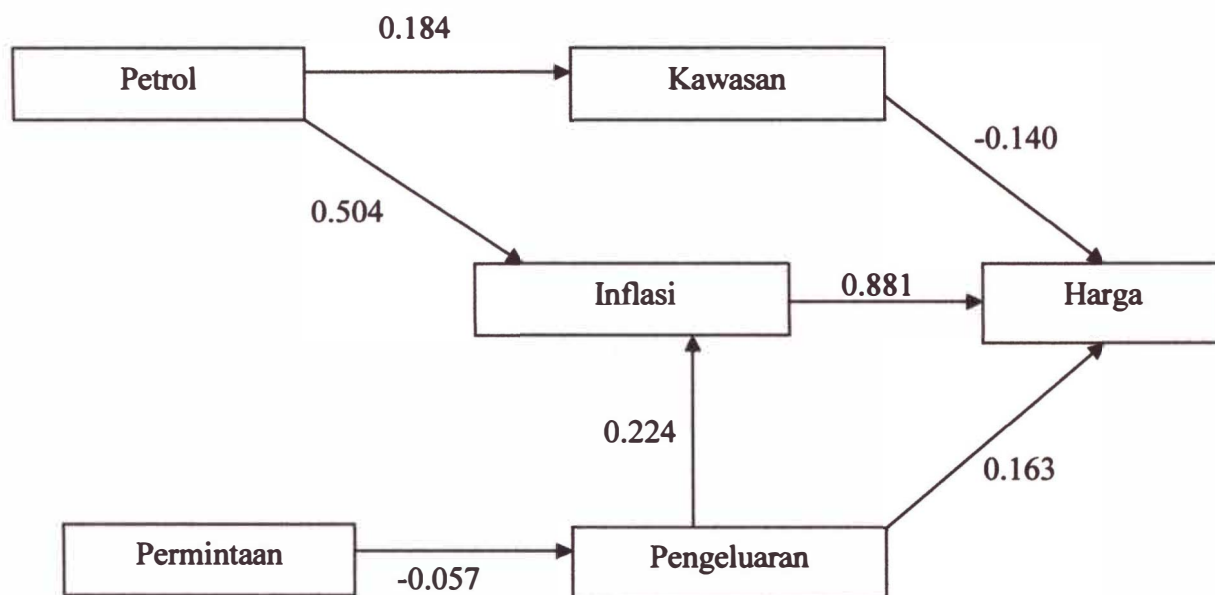 0.184
Petrol
Kawasan
-0.140
0.504
Inflasi
0.881
Harga
0.224
0.163
Permintaan
-0.057
Pengeluaran